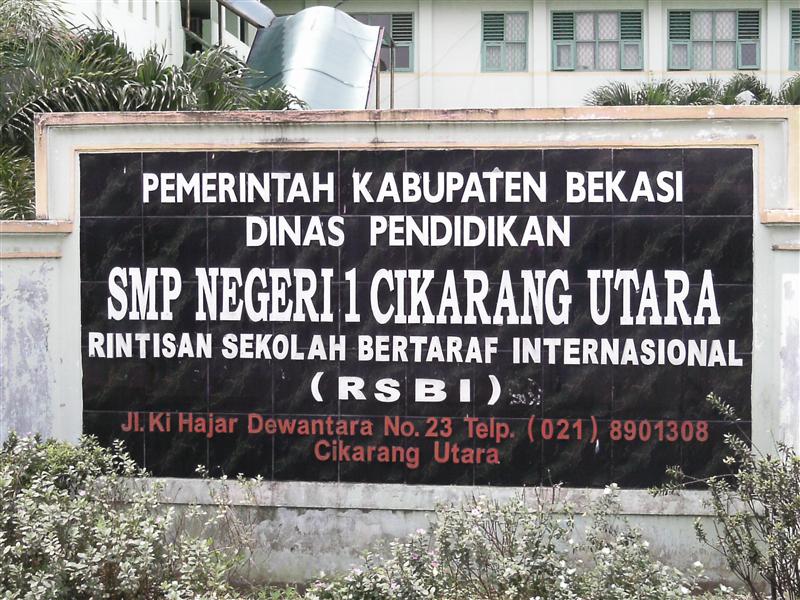 PEMERINTAH KABUPATEN BEKASI
DINAS PENDIDIKAN
SMP NEGERI 1 CIKARANG UTARA
RINTISAN SEKOLAH BERTARAF INTERNASIONAL
(RSBI)
Jl. Ki Hajar Dewantara No. 23 Telp. (021) 8901308
Cikarang Utara